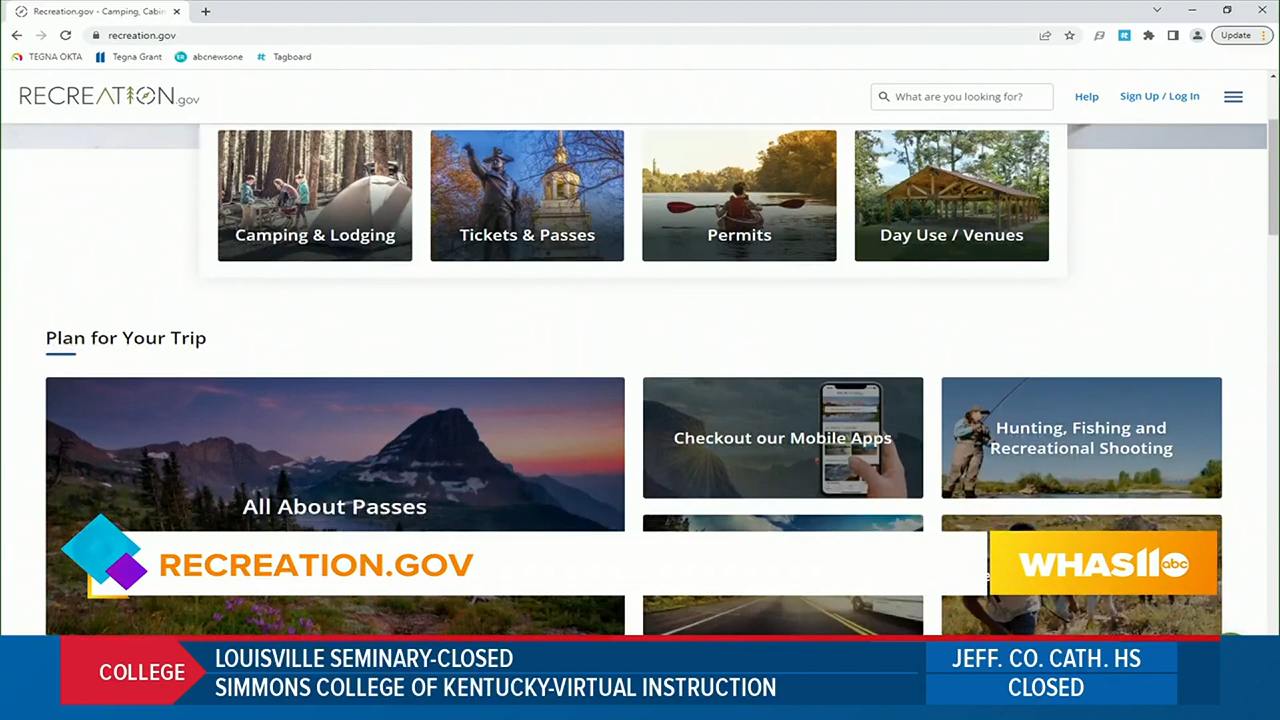 Recreation.gov - Camping, Cabin
recreation.gov
Update
TEGNA OKTA
Tegna Grant
abcnewsone
Tagboard
RECREATION.gov
What are you looking for?
Help
Sign Up / Log In
Camping & Lodging
Tickets & Passes
Permits
Day Use / Venues
Plan for Your Trip
All About Passes
Checkout our Mobile Apps
Hunting, Fishing and
Recreational Shooting
RECREATION.GOV
WHAS11 abc
COLLEGE
LOUISVILLE SEMINARY-CLOSED
SIMMONS COLLEGE OF KENTUCKY-VIRTUAL INSTRUCTION
JEFF. CO. CATH. HS
CLOSED